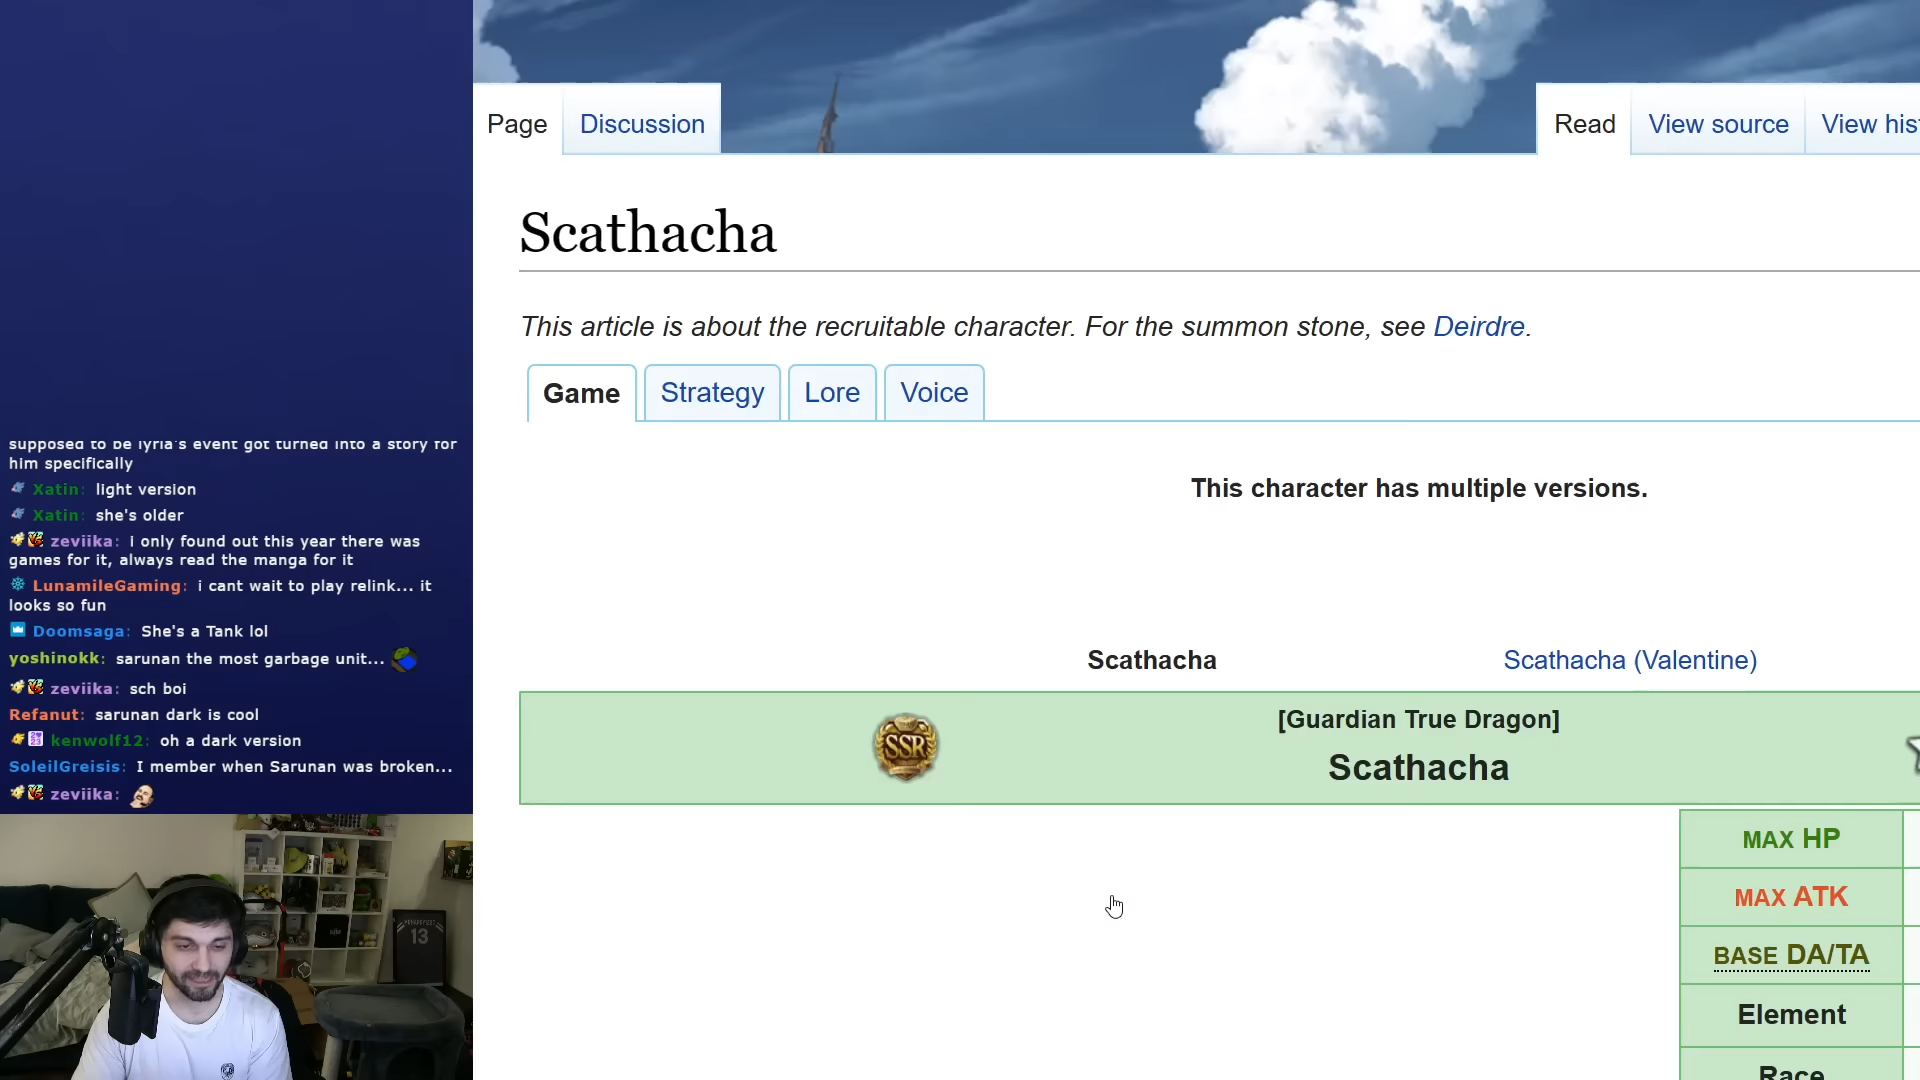 supposed to be lyria's event got turned into a story for
him specifically
Xatin: light version
Xatin: she's older
zeviika: i only found out this year there was
games for it, always read the manga for it
LunamileGaming: i cant wait to play relink... it
looks so fun
Doomsaga: She's a Tank lol
yoshinokk: sarunan the most garbage unit...
zeviika: sch boi
Refanut: sarunan dark is cool
kenwolf12: oh a dark version
SoleilGreisis: I member when Sarunan was broken...
zeviika:
13
Page
Discussion
Read
View source
View his
Scathacha
This article is about the recruitable character. For the summon stone, see Deirdre.
Game
Strategy
Lore
Voice
This character has multiple versions.
Scathacha
Scathacha (Valentine)
SSR
[Guardian True Dragon]
Scathacha
MAX HP
MAX ATK
BASE DA/TA
Element
Race